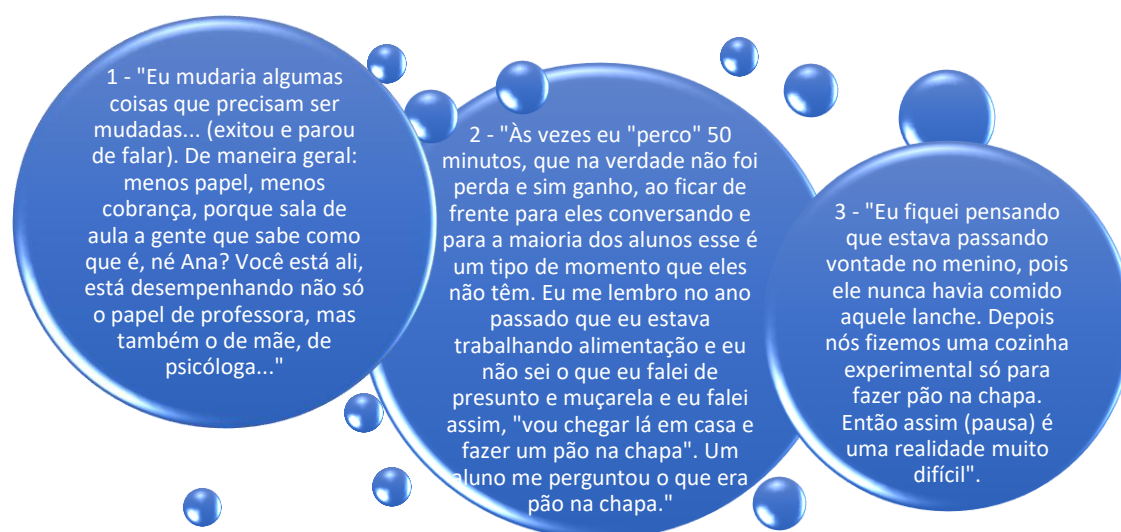 1 - "Eu mudaria algumas
coisas que precisam ser
mudadas... (exitou e parou
de falar). De maneira geral:
menos papel, menos
cobrança, porque sala de
aula a gente que sabe como
que é, né Ana? Você está ali,
está desempenhando não só
o papel de professora, mas
também o de mãe, de
psicóloga..."
2 - "Às vezes eu "perco" 50
minutos, que na verdade não foi
perda e sim ganho, ao ficar de
frente para eles conversando e
para a maioria dos alunos esse é
um tipo de momento que eles
não têm. Eu me lembro no ano
passado que eu estava
trabalhando alimentação e eu
não sei o que eu falei de
presunto e muçarela e eu falei
assim, "vou chegar lá em casa e
fazer um pão na chapa". Um
aluno me perguntou o que era
pão na chapa."
3 - "Eu fiquei pensando
que estava passando
vontade no menino, pois
ele nunca havia comido
aquele lanche. Depois
nós fizemos uma cozinha
experimental só para
fazer pão na chapa.
Então assim (pausa) é
uma realidade muito
difícil".